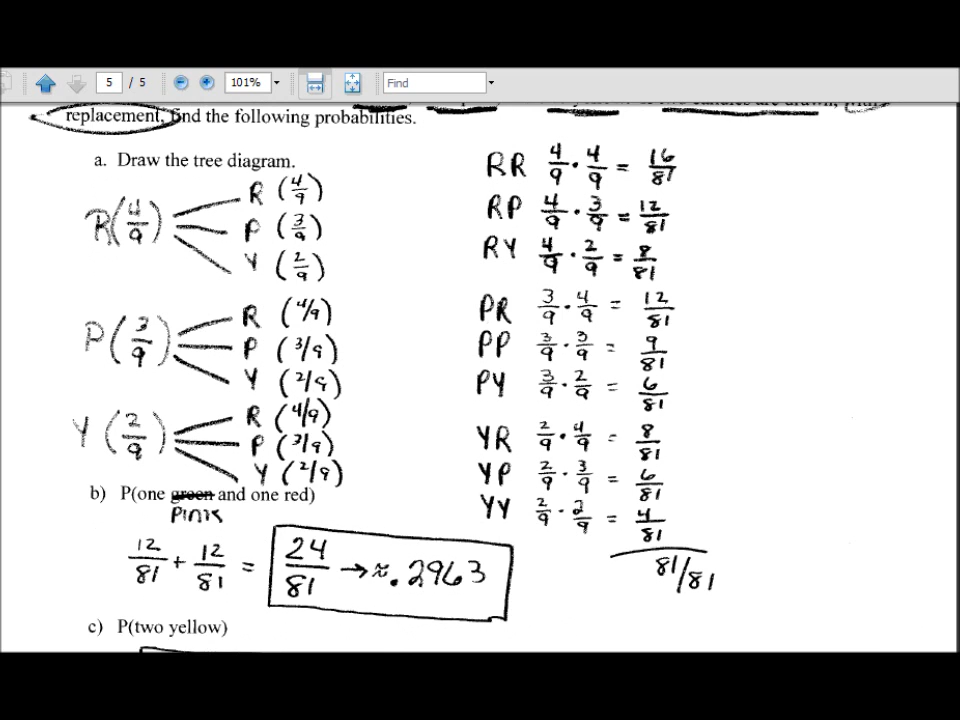 5 / 5 101% Find
replacement, find the following probabilities.
a. Draw the tree diagram.
R(4/9) R (4/9)
P (3/9)
Y (2/9)
P(3/9) R (4/9)
P (3/9)
Y (2/9)
Y(2/9) R (4/9)
P (3/9)
Y (2/9)
RR 4/9 · 4/9 = 16/81
RP 4/9 · 3/9 = 12/81
RY 4/9 · 2/9 = 8/81
PR 3/9 · 4/9 = 12/81
PP 3/9 · 3/9 = 9/81
PY 3/9 · 2/9 = 6/81
YR 2/9 · 4/9 = 8/81
YP 2/9 · 3/9 = 6/81
YY 2/9 · 2/9 = 4/81
81/81
b) P(one green and one red)
PINK
12/81 + 12/81 = 24/81 → ≈ .2963
c) P(two yellow)